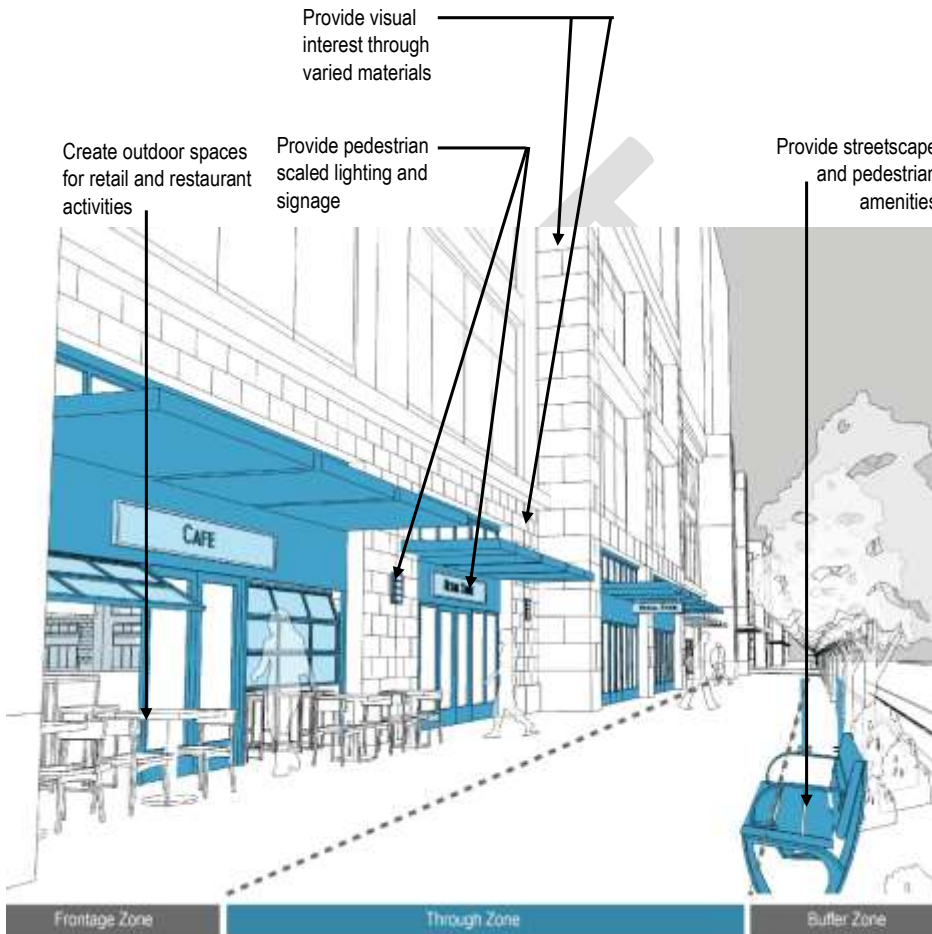 Provide visual
interest through
varied materials
Create outdoor spaces
for retail and restaurant
activities
Provide pedestrian
scaled lighting and
signage
Provide streetscape
and pedestrian
amenities
CAFE
Frontage Zone
Through Zone
Buffer Zone